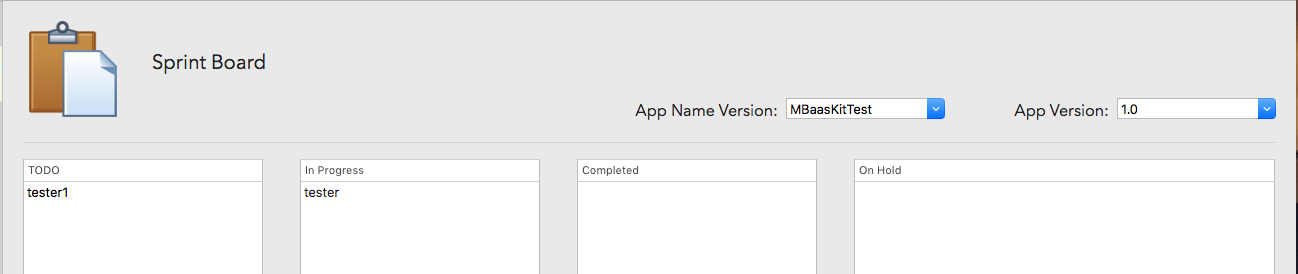 Sprint Board
App Name Version: MBaasKitTest App Version: 1.0
TODO In Progress Completed On Hold
tester1 tester